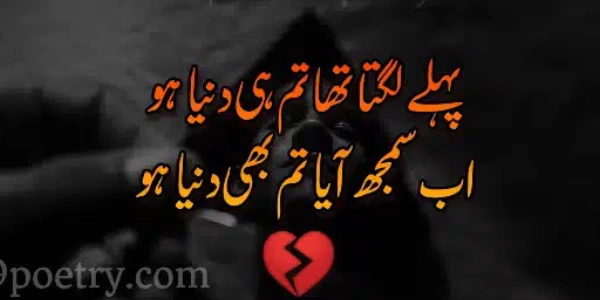 پہلے لگتا تھا تم ہی دنیا ہو
اب سمجھ آیا تم بھی دنیا ہو
poetry.com